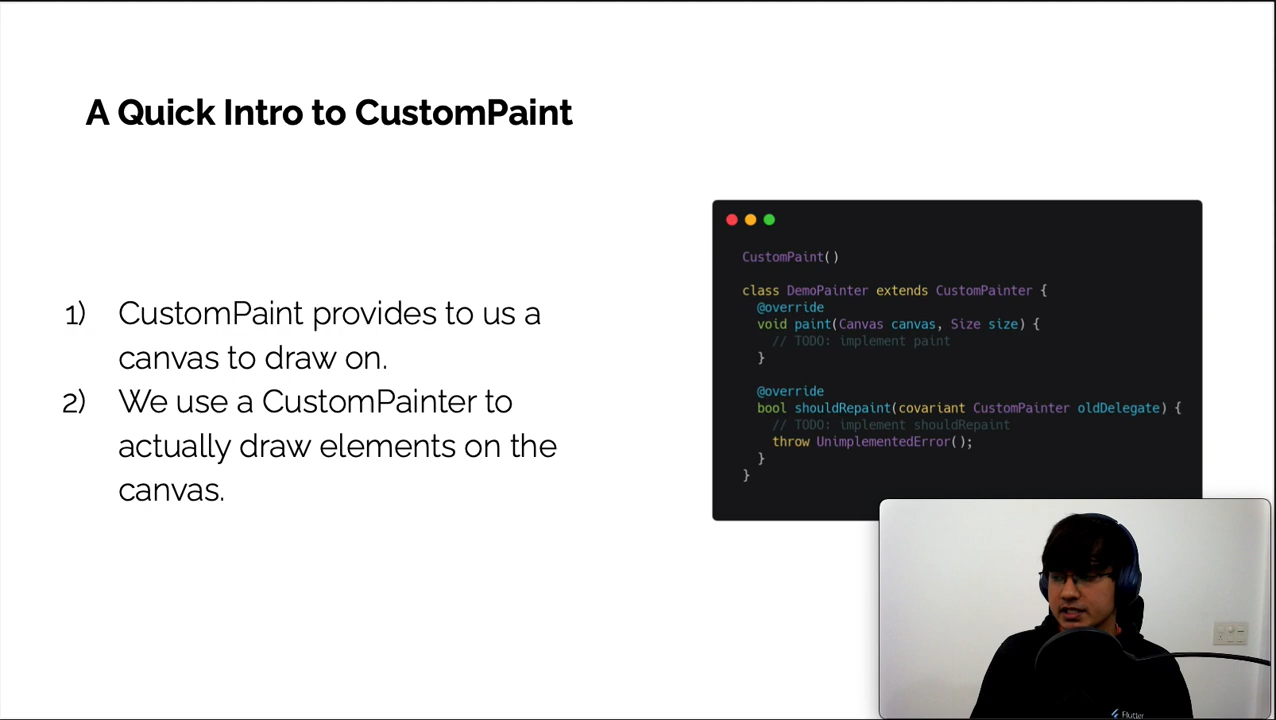 A Quick Intro to CustomPaint
1) CustomPaint provides to us a
canvas to draw on.
2) We use a CustomPainter to
actually draw elements on the
canvas.
CustomPaint()
class DemoPainter extends CustomPainter {
@override
void paint(Canvas canvas, Size size) {
// TODO: implement paint
}
@override
bool shouldRepaint(covariant CustomPainter oldDelegate) {
// TODO: implement shouldRepaint
throw UnimplementedError();
}
}
Flutter